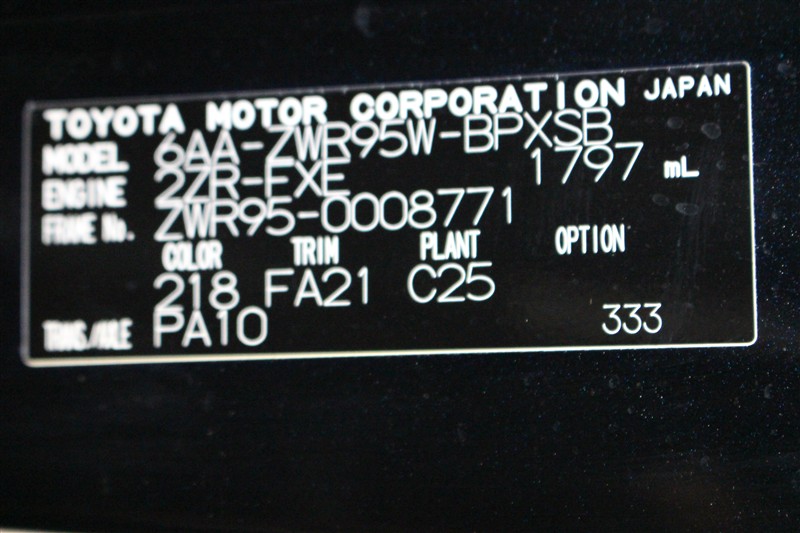 TOYOTA MOTOR CORPORATION JAPAN
MODEL 6AA-ZWR95W-BPXSB
ENGINE 2ZR-FXE 1797 mL
FRAME No. ZWR95-0008771
COLOR TRIM PLANT OPTION
218 FA21 C25
TRANS./AXLE PA10 333